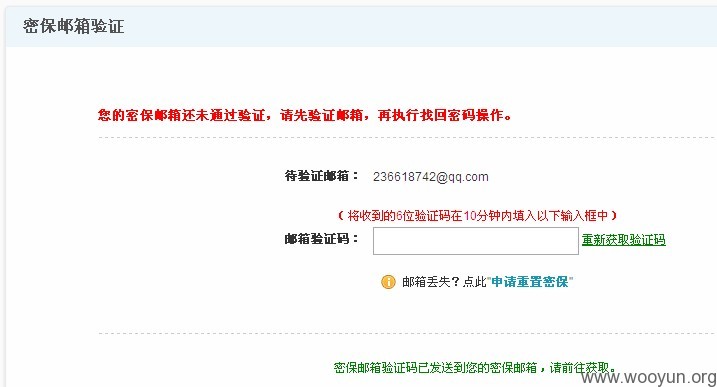 密保邮箱验证
您的密保邮箱还未通过验证，请先验证邮箱，再执行找回密码操作。
待验证邮箱： 236618742@qq.com
（将收到的6位验证码在10分钟内填入以下输入框中）
邮箱验证码： 重新获取验证码
邮箱丢失？点此"申请重置密保"
密保邮箱验证码已发送到您的密保邮箱，请前往获取。
www.wooyun.org